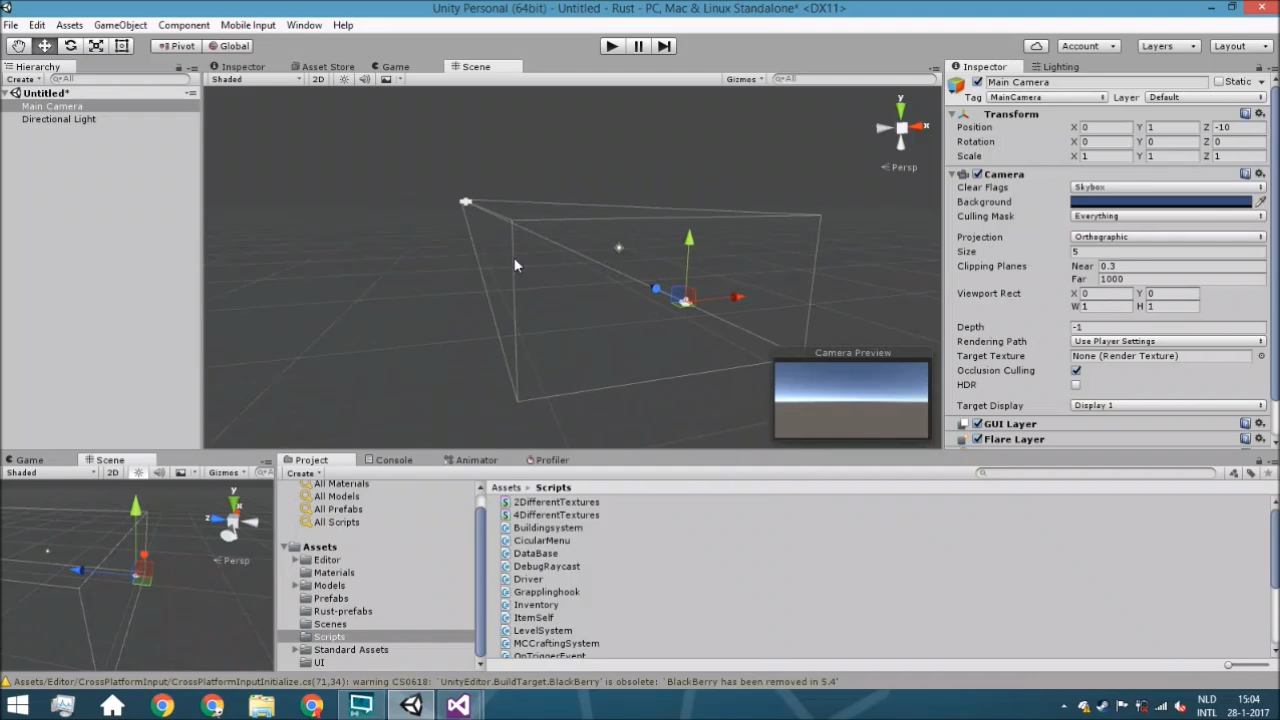 Unity Personal (64bit) - Untitled - Rust - PC, Mac & Linux Standalone* <DX11>
File Edit Assets GameObject Component Mobile Input Window Help
Pivot Global Account Layers Layout
Hierarchy Inspector Asset Store Game Scene Inspector Lighting
Create All Shaded 2D Gizmos All Main Camera Static
Untitled* Tag MainCamera Layer Default
Main Camera
Directional Light
y
x
Persp
Transform
Position X 0 Y 1 Z -10
Rotation X 0 Y 0 Z 0
Scale X 1 Y 1 Z 1
Camera
Clear Flags Skybox
Background
Culling Mask Everything
Projection Orthographic
Size 5
Clipping Planes Near 0.3
Far 1000
Viewport Rect X 0 Y 0
W 1 H 1
Depth -1
Rendering Path Use Player Settings
Target Texture None (Render Texture)
Occlusion Culling
HDR
Target Display Display 1
GUI Layer
Flare Layer
Camera Preview
Game Scene
Shaded 2D Gizmos
y
z
x
Persp
Project Console Animator Profiler
Create
All Materials
All Models
All Prefabs
All Scripts
Assets
Editor
Materials
Models
Prefabs
Rust-prefabs
Scenes
Scripts
Standard Assets
UI
Assets Scripts
2DifferentTextures
4DifferentTextures
Buildingsystem
CicularMenu
DataBase
DebugRaycast
Driver
Grapplinghook
Inventory
ItemSelf
LevelSystem
MCCraftingSystem
OnTriggerEvent
Assets/Editor/CrossPlatformInput/CrossPlatformInputInitialize.cs(71,34): warning CS0618: `UnityEditor.BuildTarget.BlackBerry' is obsolete: `BlackBerry has been removed in 5.4'
NLD 15:04
INTL 28-1-2017